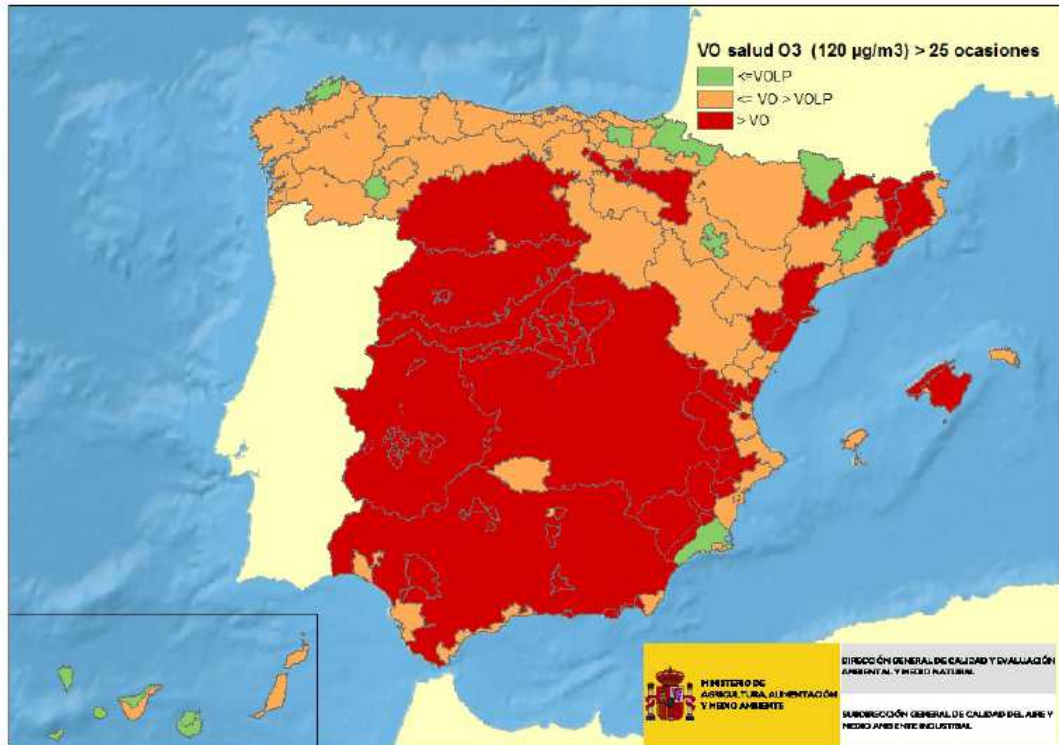 VO salud O3 (120 µg/m3) > 25 ocasiones
<=VOLP
<= VO > VOLP
> VO
MINISTERIO DE
AGRICULTURA, ALIMENTACIÓN
Y MEDIO AMBIENTE
DIRECCIÓN GENERAL DE CALIDAD Y EVALUACIÓN
AMBIENTAL Y MEDIO NATURAL
SUBDIRECCIÓN GENERAL DE CALIDAD DEL AIRE Y
MEDIO AMBIENTE INDUSTRIAL